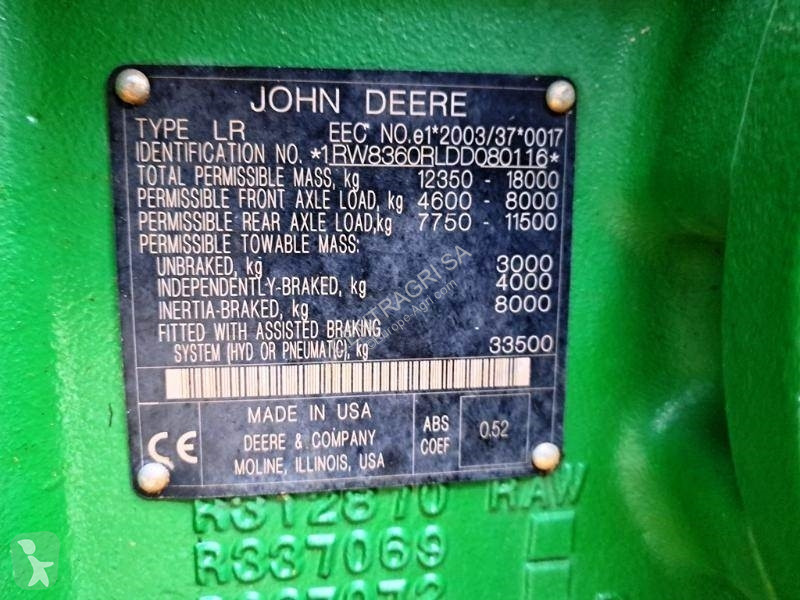 JOHN DEERE
TYPE LR EEC NO.e1*2003/37*0017
IDENTIFICATION NO. *1RW8360RLDD080116*
TOTAL PERMISSIBLE MASS, kg 12350 - 18000
PERMISSIBLE FRONT AXLE LOAD, kg 4600 - 8000
PERMISSIBLE REAR AXLE LOAD,kg 7750 - 11500
PERMISSIBLE TOWABLE MASS:
UNBRAKED, kg 3000
INDEPENDENTLY-BRAKED, kg 4000
INERTIA-BRAKED, kg 8000
FITTED WITH ASSISTED BRAKING
SYSTEM (HYD OR PNEUMATIC), kg 33500
CE
MADE IN USA
DEERE & COMPANY
MOLINE, ILLINOIS, USA
ABS
COEF
0.52
R312870 RAW
R337069